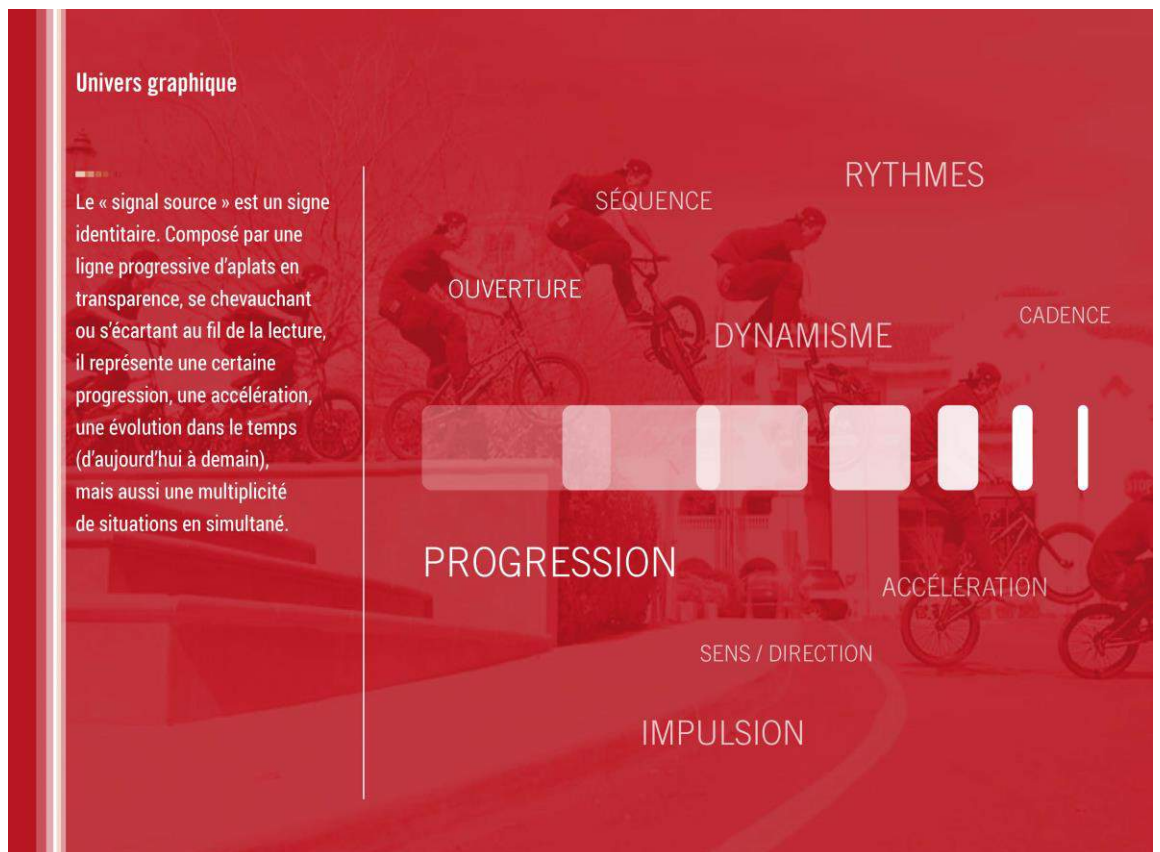 Univers graphique
Le « signal source » est un signe
identitaire. Composé par une
ligne progressive d'aplats en
transparence, se chevauchant
ou s'écartant au fil de la lecture,
il représente une certaine
progression, une accélération,
une évolution dans le temps
(d'aujourd'hui à demain),
mais aussi une multiplicité
de situations en simultané.
RYTHMES
SÉQUENCE
OUVERTURE
CADENCE
DYNAMISME
PROGRESSION
ACCÉLÉRATION
SENS / DIRECTION
IMPULSION
STOP